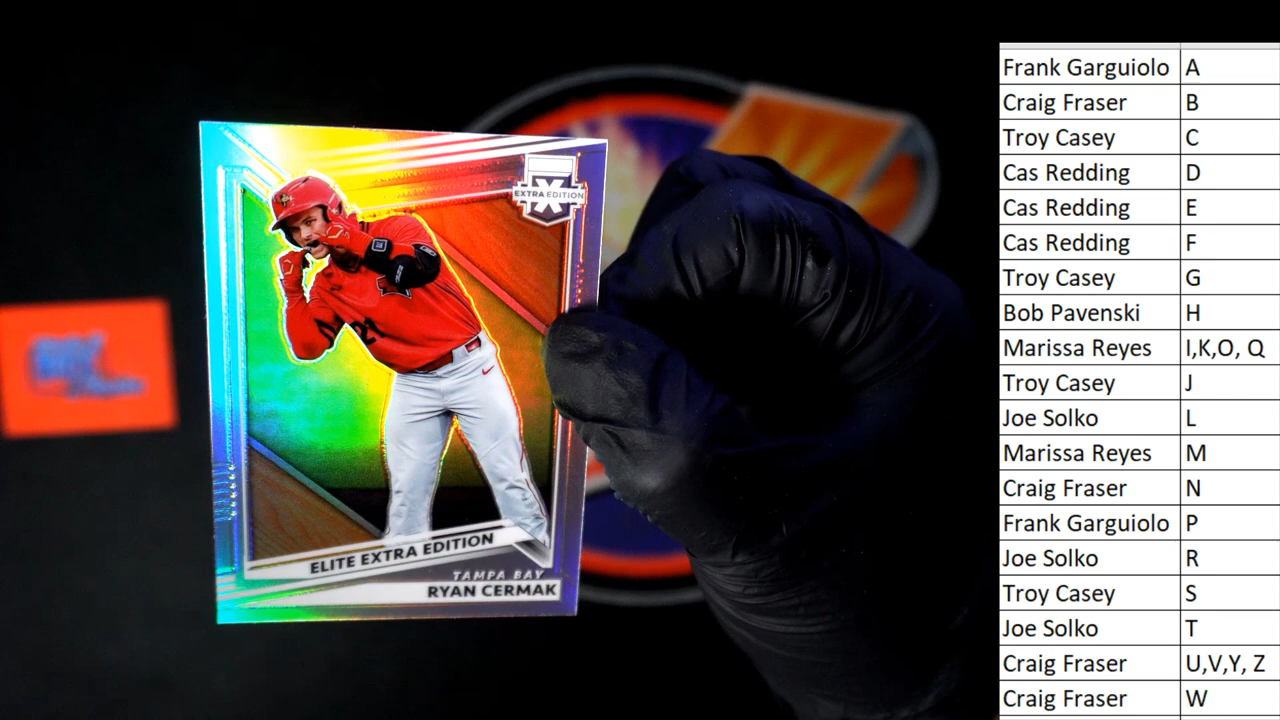 EXTRA EDITION
21
ELITE EXTRA EDITION
TAMPA BAY
RYAN CERMAK
Frank Garguiolo A
Craig Fraser B
Troy Casey C
Cas Redding D
Cas Redding E
Cas Redding F
Troy Casey G
Bob Pavenski H
Marissa Reyes I,K,O, Q
Troy Casey J
Joe Solko L
Marissa Reyes M
Craig Fraser N
Frank Garguiolo P
Joe Solko R
Troy Casey S
Joe Solko T
Craig Fraser U,V,Y, Z
Craig Fraser W